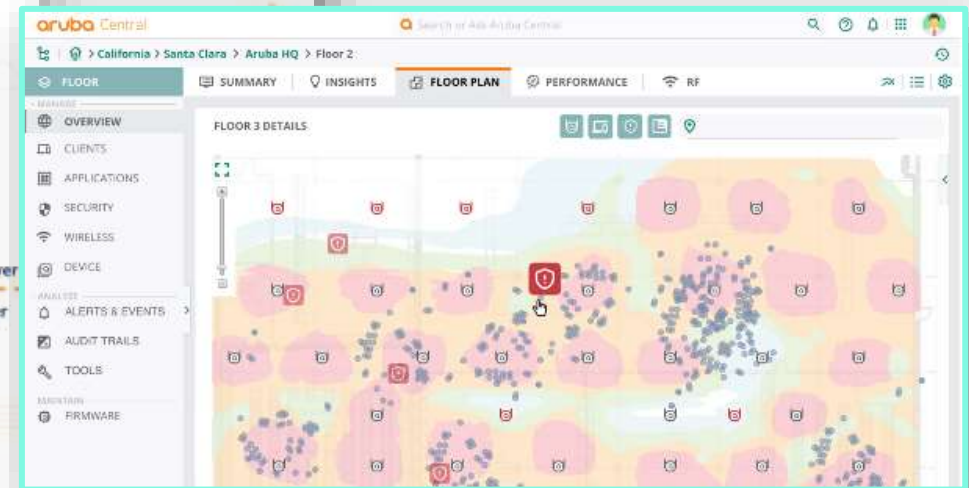 aruba Central
Search or Ask Aruba Central
> California > Santa Clara > Aruba HQ > Floor 2
FLOOR
SUMMARY
INSIGHTS
FLOOR PLAN
PERFORMANCE
RF
MANAGE
OVERVIEW
FLOOR 3 DETAILS
CLIENTS
APPLICATIONS
SECURITY
WIRELESS
DEVICE
ANALYZE
ALERTS & EVENTS
AUDIT TRAILS
TOOLS
MAINTAIN
FIRMWARE